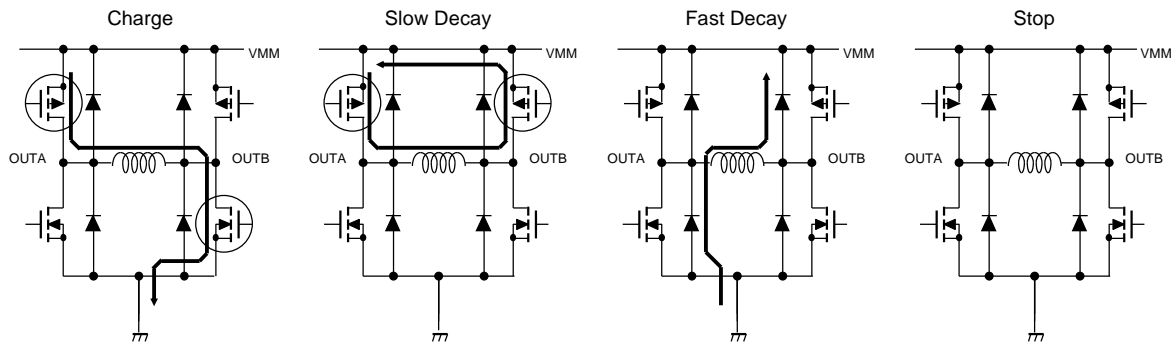 Charge
Slow Decay
Fast Decay
Stop
VMM
VMM
VMM
VMM
OUTA
OUTB
OUTA
OUTB
OUTA
OUTB
OUTA
OUTB